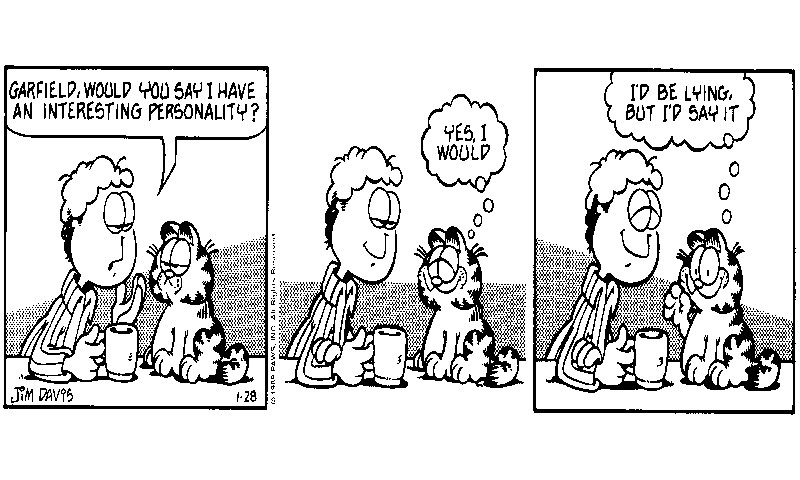 GARFIELD, WOULD YOU SAY I HAVE
AN INTERESTING PERSONALITY?
JIM DAVIS
1-28
YES, I
WOULD
I'D BE LYING,
BUT I'D SAY IT